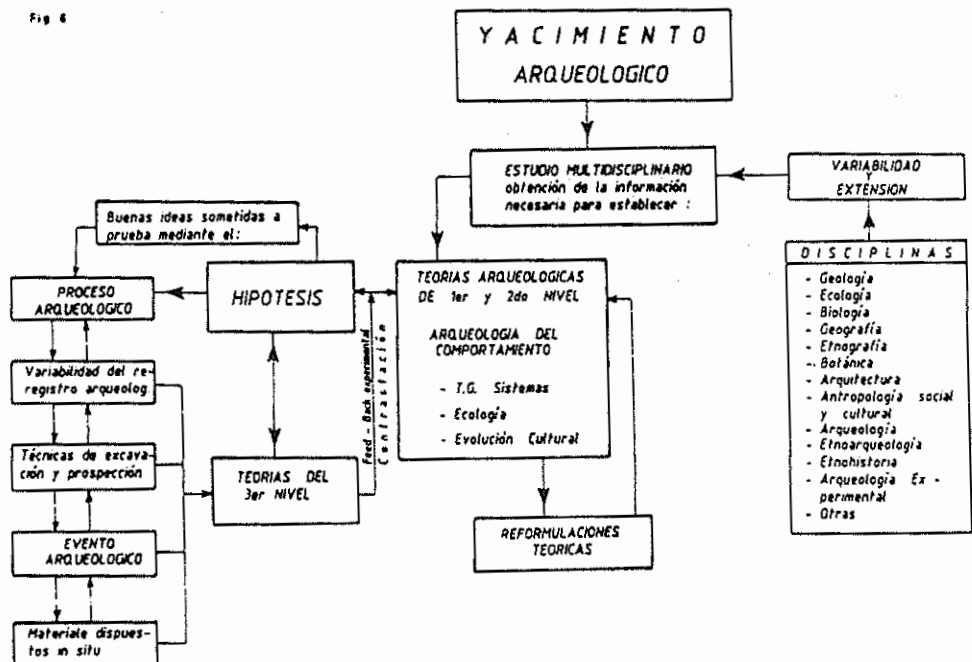 Fig 6
YACIMIENTO
ARQUEOLOGICO
ESTUDIO MULTIDISCIPLINARIO
obtención de la información
necesaria para establecer :
VARIABILIDAD
Y
EXTENSION
DISCIPLINAS
- Geología
- Ecología
- Biología
- Geografía
- Etnografía
- Botánica
- Arquitectura
- Antropología social
y cultural
- Arqueología
- Etnoarqueología
- Etnohistoria
- Arqueología Ex -
perimental
- Otras
Buenas ideas sometidas a
prueba mediante el:
PROCESO
ARQUEOLOGICO
HIPOTESIS
TEORIAS ARQUEOLOGICAS
DE 1er y 2do NIVEL
ARQUEOLOGIA DEL
COMPORTAMIENTO
- T.G. Sistemas
- Ecología
- Evolución Cultural
Feed - Back experimental
Contrastación
Variabilidad del re-
registro arqueolog.
Técnicas de excava-
ción y prospección
EVENTO
ARQUEOLOGICO
Materiale dispues-
tos in situ
TEORIAS DEL
3er NIVEL
REFORMULACIONES
TEORICAS